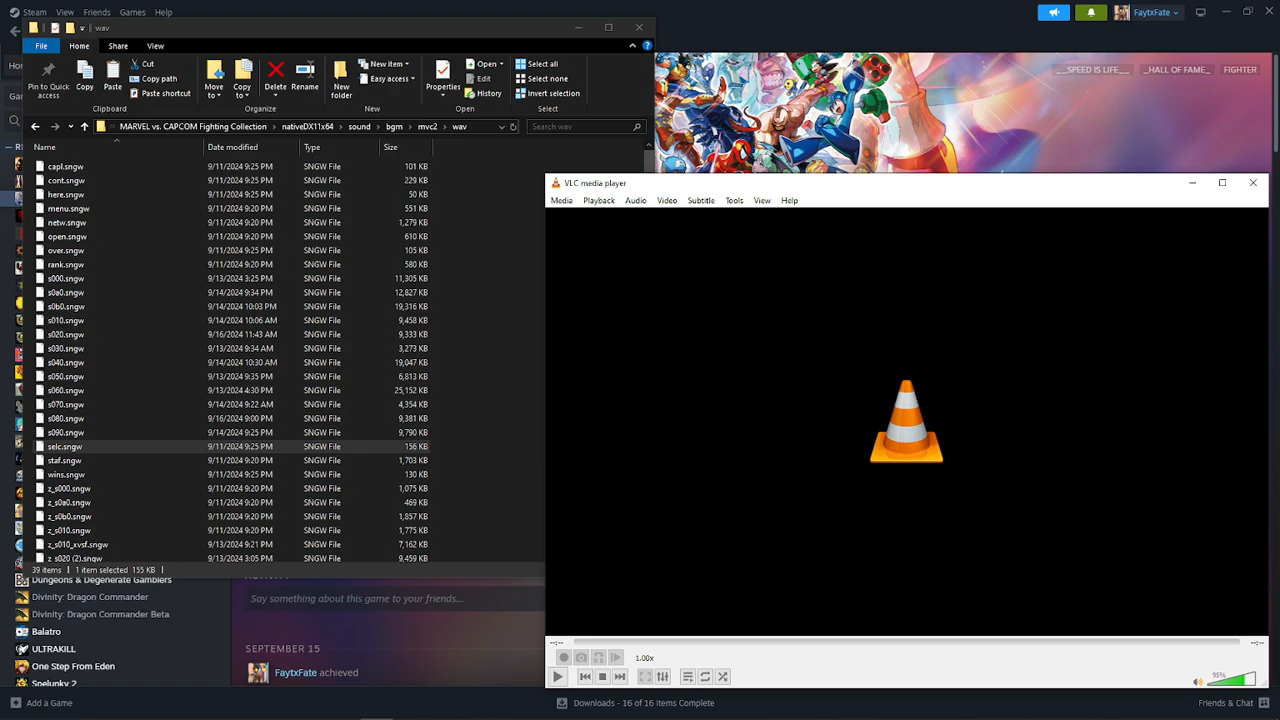 Steam View Friends Games Help
FaytxFate
wav
File Home Share View
Pin to Quick access
Copy
Paste
Cut
Copy path
Paste shortcut
Clipboard
Move to
Copy to
Delete
Rename
Organize
New folder
New item
Easy access
New
Properties
Open
Edit
History
Open
Select all
Select none
Invert selection
Select
MARVEL vs. CAPCOM Fighting Collection > nativeDX11x64 > sound > bgm > mvc2 > wav
Search wav
__SPEED IS LIFE__ _HALL OF FAME_ FIGHTER
Name Date modified Type Size
capl.sngw 9/11/2024 9:25 PM SNGW File 101 KB
cont.sngw 9/11/2024 9:25 PM SNGW File 229 KB
here.sngw 9/11/2024 9:25 PM SNGW File 50 KB
menu.sngw 9/11/2024 9:20 PM SNGW File 551 KB
netw.sngw 9/11/2024 9:20 PM SNGW File 1,279 KB
open.sngw 9/11/2024 9:20 PM SNGW File 610 KB
over.sngw 9/11/2024 9:25 PM SNGW File 105 KB
rank.sngw 9/11/2024 9:20 PM SNGW File 580 KB
s000.sngw 9/13/2024 3:25 PM SNGW File 11,305 KB
s0a0.sngw 9/14/2024 9:34 PM SNGW File 12,827 KB
s0b0.sngw 9/14/2024 10:03 PM SNGW File 19,316 KB
s010.sngw 9/14/2024 10:06 AM SNGW File 9,458 KB
s020.sngw 9/16/2024 11:43 AM SNGW File 9,333 KB
s030.sngw 9/13/2024 9:34 AM SNGW File 3,273 KB
s040.sngw 9/14/2024 10:30 AM SNGW File 19,047 KB
s050.sngw 9/13/2024 9:35 PM SNGW File 6,813 KB
s060.sngw 9/13/2024 4:30 PM SNGW File 25,152 KB
s070.sngw 9/14/2024 9:22 AM SNGW File 4,354 KB
s080.sngw 9/16/2024 9:00 PM SNGW File 9,381 KB
s090.sngw 9/14/2024 9:25 PM SNGW File 9,790 KB
selc.sngw 9/11/2024 9:25 PM SNGW File 156 KB
staf.sngw 9/11/2024 9:20 PM SNGW File 1,703 KB
wins.sngw 9/11/2024 9:25 PM SNGW File 130 KB
z_s000.sngw 9/11/2024 9:20 PM SNGW File 1,075 KB
z_s0a0.sngw 9/11/2024 9:20 PM SNGW File 469 KB
z_s0b0.sngw 9/11/2024 9:20 PM SNGW File 1,857 KB
z_s010.sngw 9/11/2024 9:20 PM SNGW File 1,775 KB
z_s010_xvsf.sngw 9/13/2024 9:21 PM SNGW File 7,162 KB
z_s020 (2).sngw 9/13/2024 3:05 PM SNGW File 9,459 KB
39 items 1 item selected 155 KB
VLC media player
Media Playback Audio Video Subtitle Tools View Help
--:-- --:--
1.00x
95%
Dungeons & Degenerate Gamblers
Divinity: Dragon Commander
Divinity: Dragon Commander Beta
Balatro
ULTRAKILL
One Step From Eden
Spelunky 2
Say something about this game to your friends...
SEPTEMBER 15
FaytxFate achieved
Add a Game
Downloads - 16 of 16 Items Complete
Friends & Chat